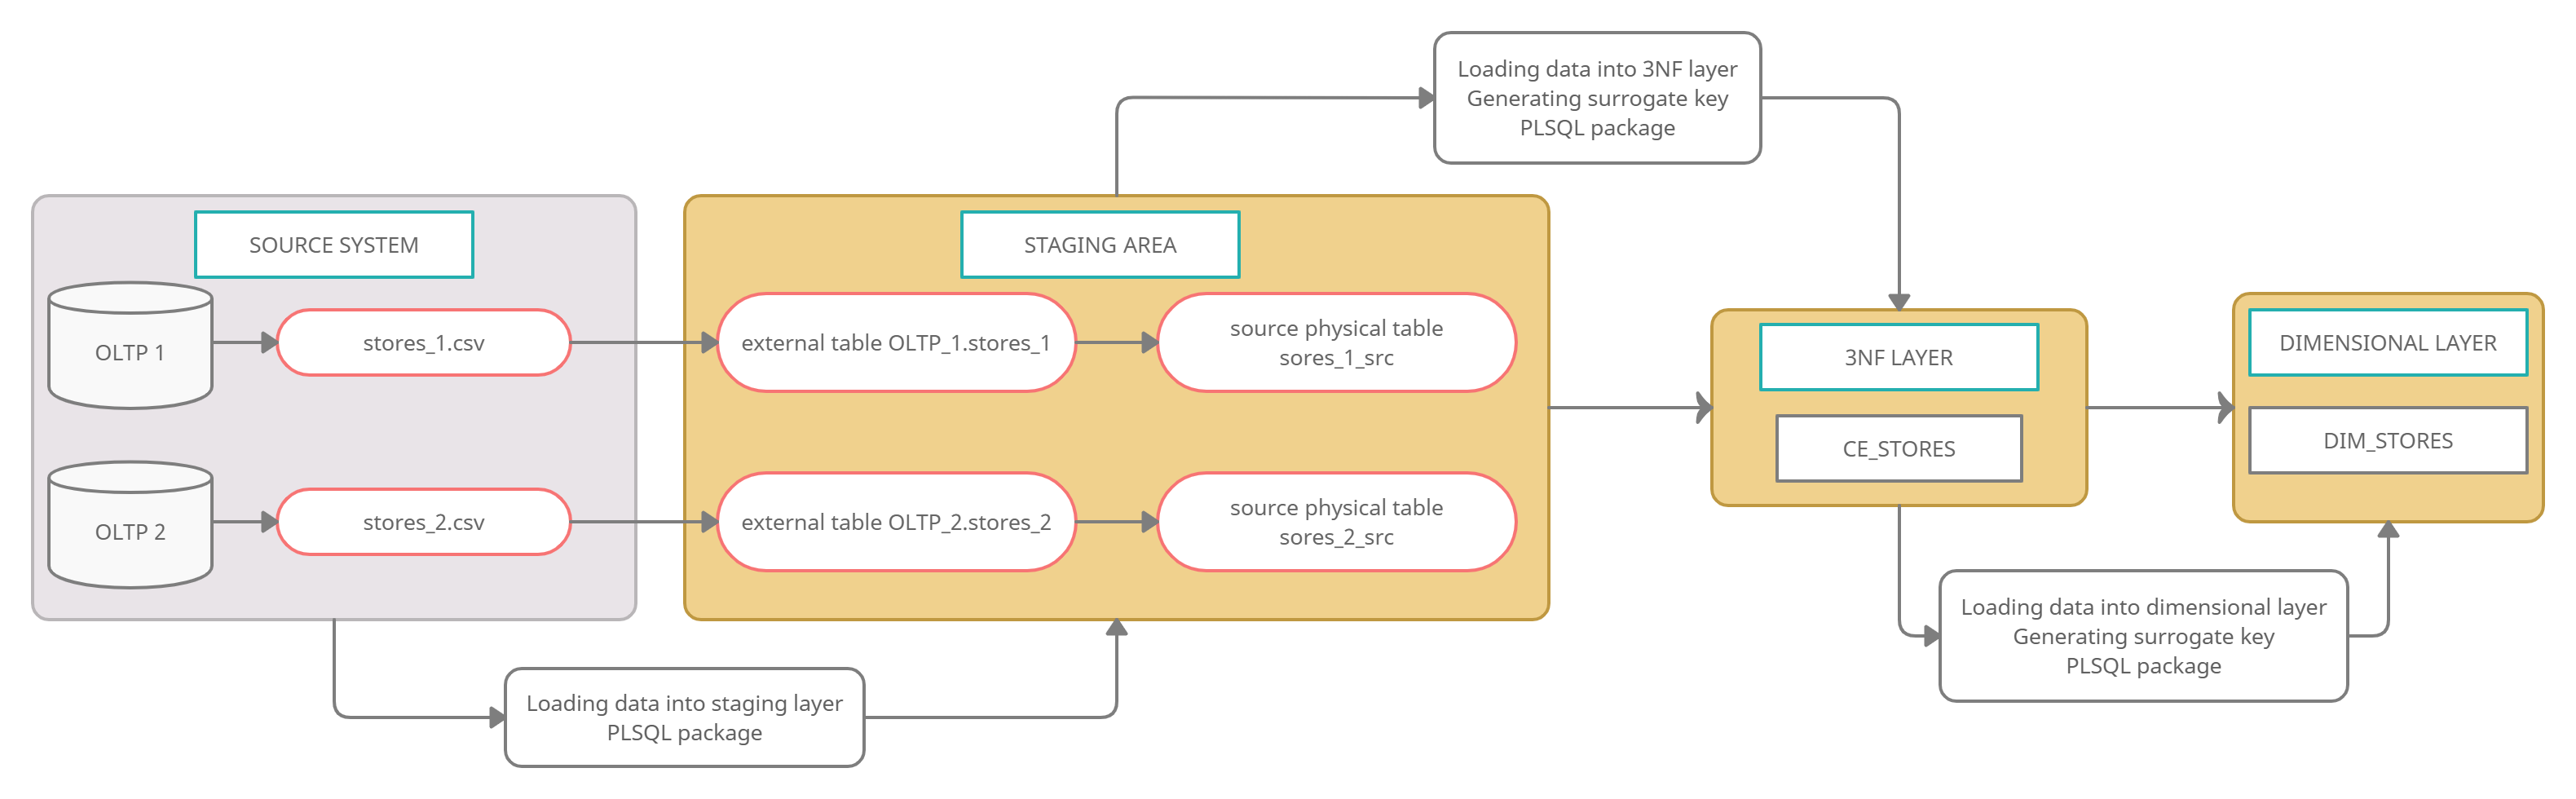 Loading data into 3NF layer
Generating surrogate key
PLSQL package
SOURCE SYSTEM
OLTP 1
stores_1.csv
OLTP 2
stores_2.csv
STAGING AREA
external table OLTP_1.stores_1
source physical table
sores_1_src
external table OLTP_2.stores_2
source physical table
sores_2_src
3NF LAYER
CE_STORES
DIMENSIONAL LAYER
DIM_STORES
Loading data into staging layer
PLSQL package
Loading data into dimensional layer
Generating surrogate key
PLSQL package